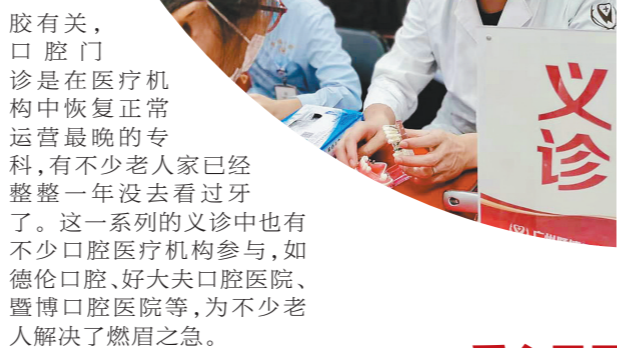 胶有关，
口腔门
诊是在医疗机
构中恢复正常
运营最晚的专
科，有不少老人家已经
整整一年没去看过牙
了。这一系列的义诊中也有
不少口腔医疗机构参与，如
德伦口腔、好大夫口腔医院、
暨博口腔医院等，为不少老
人解决了燃眉之急。
义诊